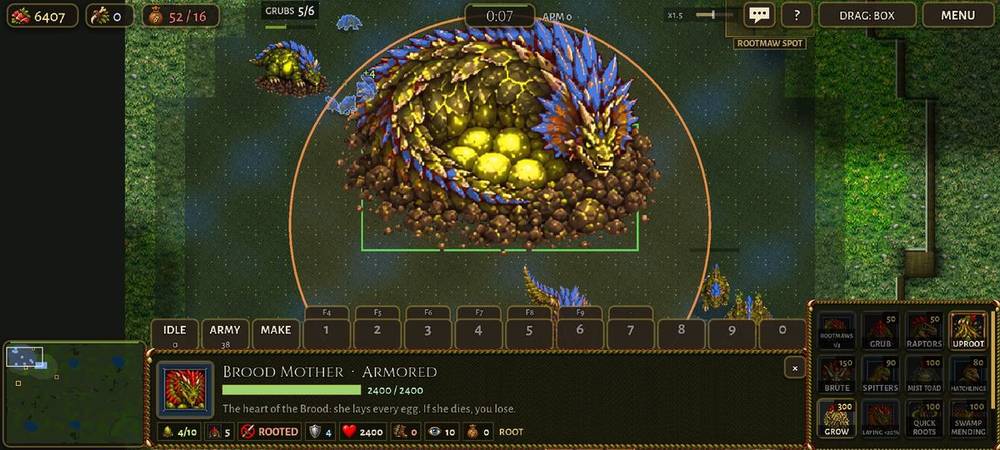 6407
0
52 / 16
GRUBS 5/6
0:07
APM 0
x1.5
?
DRAG: BOX
MENU
ROOTMAW SPOT
+4
F4
F5
F6
F7
F8
F9
IDLE
0
ARMY
38
MAKE
1
2
3
4
5
6
7
8
9
0
BROOD MOTHER · ARMORED
2400 / 2400
The heart of the Brood: she lays every egg. If she dies, you lose.
4/10
5
ROOTED
4
2400
0
10
0
ROOT
×
ROOTMAWS
50
GRUB
50
RAPTORS
UPROOT
150
BRUTE
90
SPITTERS
100
MIST TOAD
80
HATCHLINGS
300
GROW
100
QUICK ROOTS
100
SWAMP MENDING